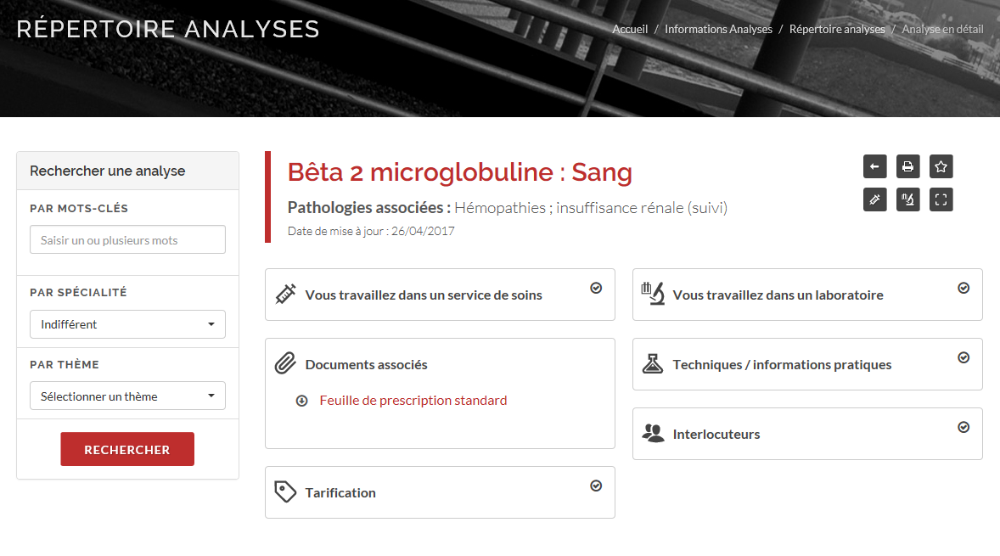 RÉPERTOIRE ANALYSES
Accueil / Informations Analyses / Répertoire analyses / Analyse en détail
Rechercher une analyse
PAR MOTS-CLÉS
Saisir un ou plusieurs mots
PAR SPÉCIALITÉ
Indifférent
PAR THÈME
Sélectionner un thème
RECHERCHER
Bêta 2 microglobuline : Sang
Pathologies associées : Hémopathies ; insuffisance rénale (suivi)
Date de mise à jour : 26/04/2017
Vous travaillez dans un service de soins
Vous travaillez dans un laboratoire
Documents associés
Feuille de prescription standard
Techniques / informations pratiques
Interlocuteurs
Tarification